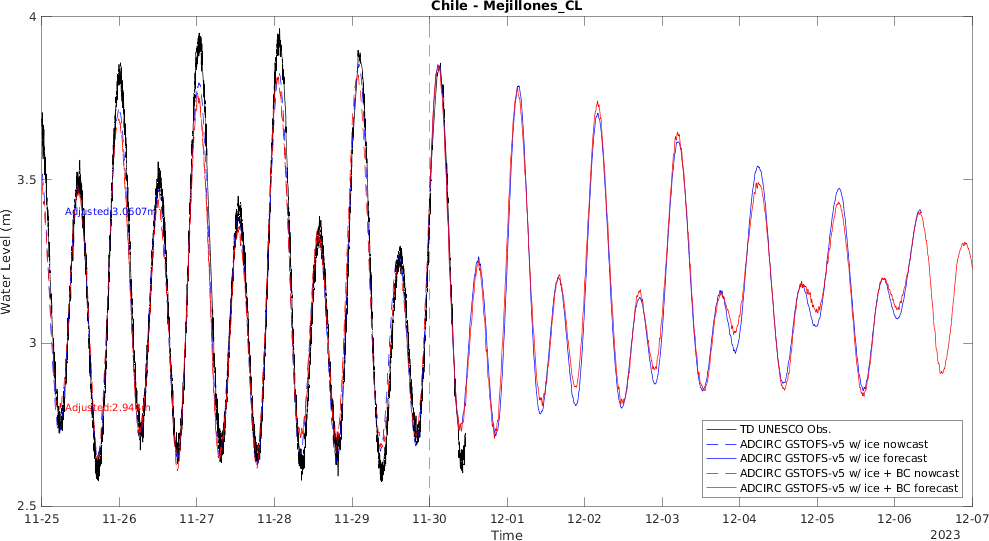 Chile - Mejillones_CL
4
3.5
3
2.5
Water Level (m)
Adjusted:3.0507m
TD UNESCO Obs.
ADCIRC GSTOFS-v5 w/ ice nowcast
ADCIRC GSTOFS-v5 w/ ice forecast
ADCIRC GSTOFS-v5 w/ ice + BC nowcast
ADCIRC GSTOFS-v5 w/ ice + BC forecast
11-25 11-26 11-27 11-28 11-29 11-30 12-01 12-02 12-03 12-04 12-05 12-06 12-07
Time
2023